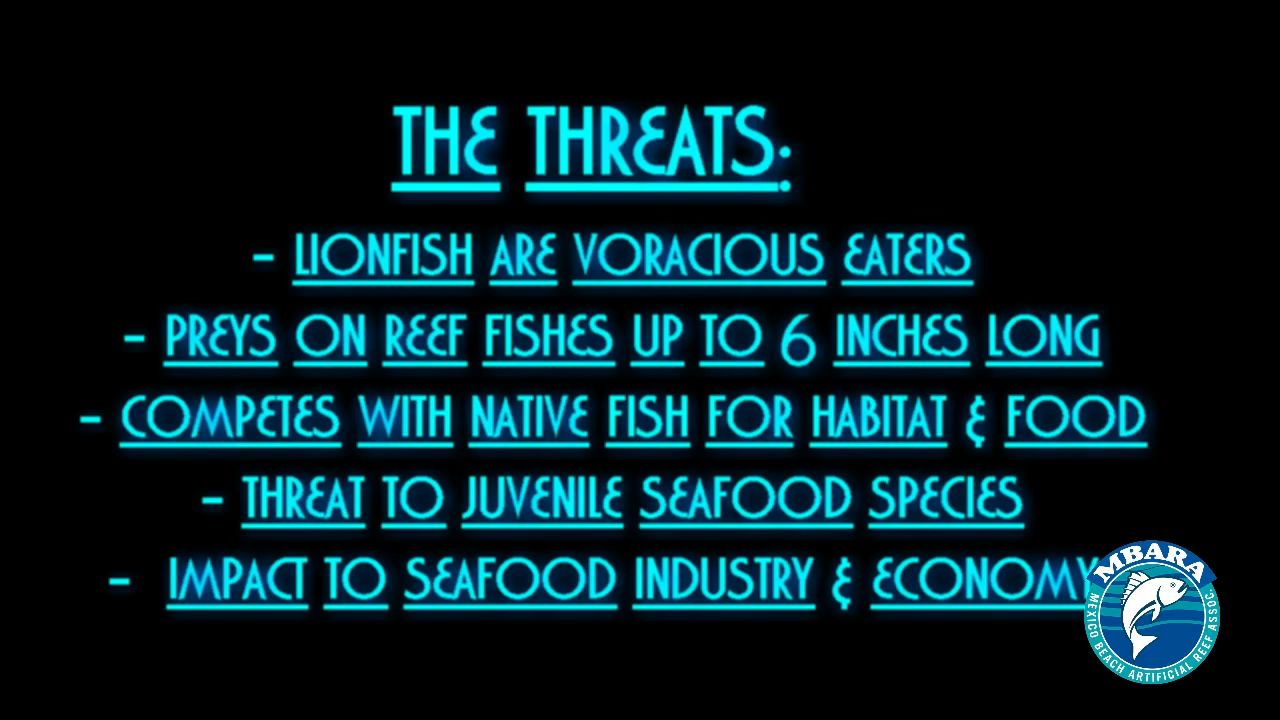 THE THREATS:
- LIONFISH ARE VORACIOUS EATERS
- PREYS ON REEF FISHES UP TO 6 INCHES LONG
- COMPETES WITH NATIVE FISH FOR HABITAT & FOOD
- THREAT TO JUVENILE SEAFOOD SPECIES
- IMPACT TO SEAFOOD INDUSTRY & ECONOMY
MBARA
MEXICO BEACH ARTIFICIAL REEF ASSOC.